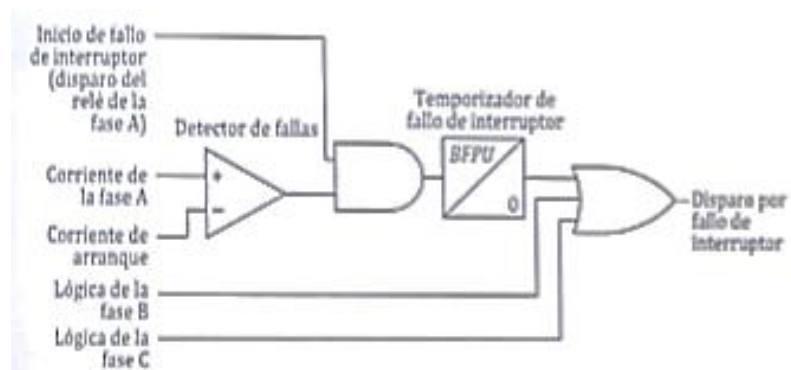 Inicio de fallo
de interruptor
(disparo del
relé de la
fase A)
Detector de fallas
Temporizador de
fallo de interruptor
BFPU
0
Corriente de
la fase A
+
−
Corriente de
arranque
Disparo por
fallo de
interruptor
Lógica de la
fase B
Lógica de la
fase C